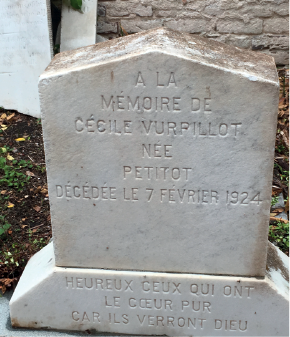 A LA
MÉMOIRE DE
CÉCILE VURPILLOT
NEE
PETITOT
DÉCÉDÉE LE 7 FÉVRIER 1924
HEUREUX CEUX QUI ONT
LE CŒUR PUR
CAR ILS VERRONT DIEU